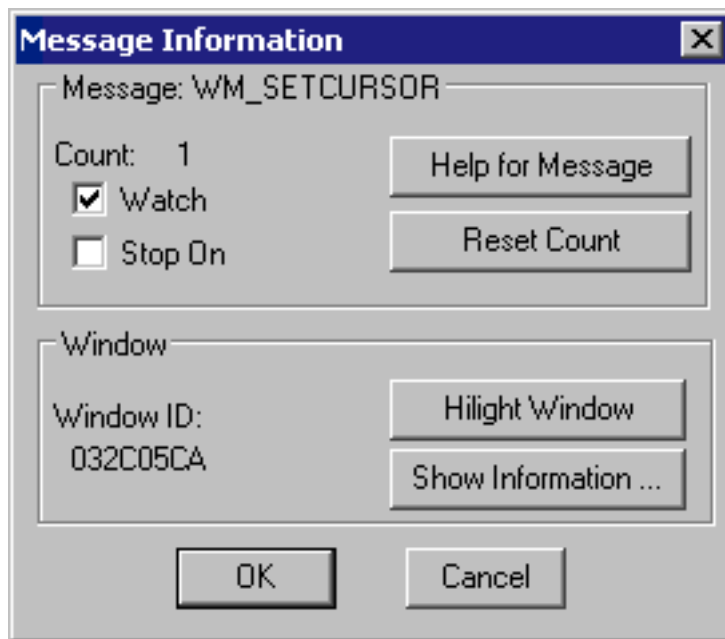 Message Information
Message: WM_SETCURSOR
Count: 1
Help for Message
Watch
Reset Count
Stop On
Window
Hilight Window
Window ID:
032C05CA
Show Information ...
OK Cancel